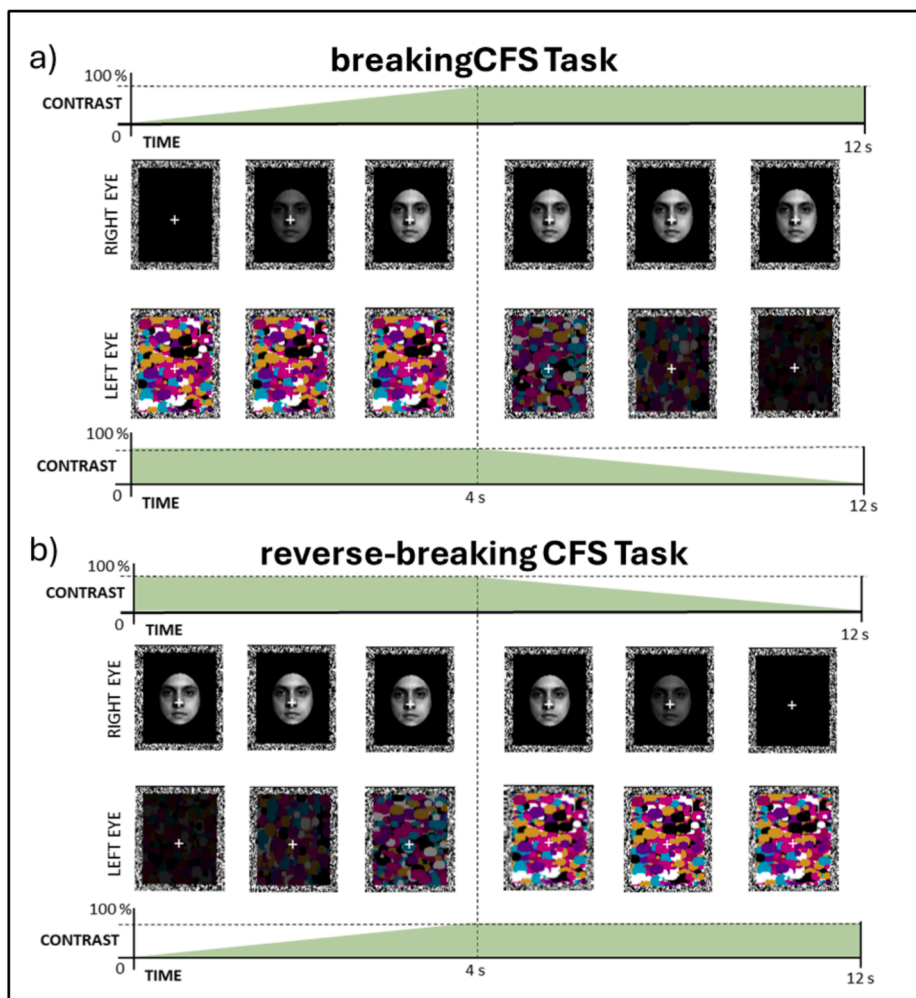 a)
breakingCFS Task
100 %
CONTRAST
0
TIME
12 s
RIGHT EYE
LEFT EYE
100 %
CONTRAST
0
TIME
4 s
12 s
b)
reverse-breaking CFS Task
100 %
CONTRAST
0
TIME
12 s
RIGHT EYE
LEFT EYE
100 %
CONTRAST
0
TIME
4 s
12 s